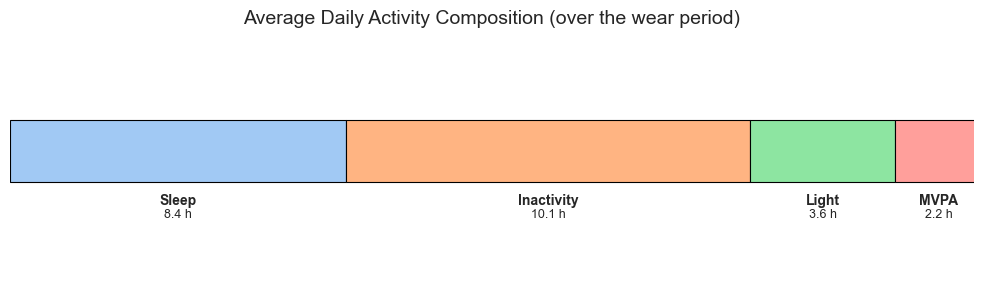 Average Daily Activity Composition (over the wear period)
Sleep Inactivity Light MVPA
8.4 h 10.1 h 3.6 h 2.2 h